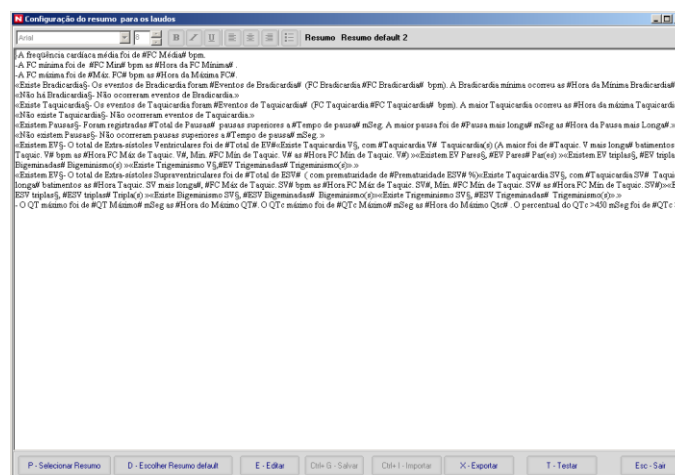 Configuração do resumo para os laudos
Arial 8 B I U Resumo Resumo default 2
-A freqüência cardíaca média foi de #FC Média# bpm.
-A FC mínima foi de #FC Min# bpm as #Hora da FC Mínima# .
-A FC máxima foi de #Máx. FC# bpm as #Hora da Máxima FC#.
«Existe Bradicardia§- Os eventos de Bradicardia foram #Eventos de Bradicardia# (FC Bradicardia #FC Bradicardia# bpm). A Bradicardia mínima ocorreu as #Hora da Mínima Bradicardia#
«Não há Bradicardia§- Não ocorreram eventos de Bradicardia.»
«Existe Taquicardia§- Os eventos de Taquicardia foram #Eventos de Taquicardia# (FC Taquicardia #FC Taquicardia# bpm). A maior Taquicardia ocorreu as #Hora da máxima Taquicardi
«Não existe Taquicardia§- Não ocorreram eventos de Taquicardia.»
«Existem Pausas§- Foram registradas #Total de Pausas# pausas superiores a #Tempo de pausa# mSeg. A maior pausa foi de #Pausa mais longa# mSeg as #Hora da Pausa mais Longa#.»
«Não existem Pausas§- Não ocorreram pausas superiores a #Tempo de pausa# mSeg. »
«Existem EV§- O total de Extra-sístoles Ventriculares foi de #Total de EV#«Existe Taquicardia V§, com #Taquicardia V# Taquicardia(s) (A maior foi de #Taquic. V mais longa# batimentos
Taquic. V# bpm as #Hora FC Máx de Taquic. V#, Min. #FC Mín de Taquic. V# as #Hora FC Mín de Taquic. V#) »«Existem EV Pares§, #EV Pares# Par(es) »«Existem EV triplas§, #EV tripla
Bigeminadas# Bigeminismo(s) »«Existe Trigeminismo V§,#EV Trigeminadas# Trigeminismo(s)».»
«Existem EV§- O total de Extra-sístoles Supraventriculares foi de #Total de ESV# ( com prematuridade de #Prematuridade ESV# %)«Existe Taquicardia SV§, com #Taquicardia SV# Taqui
longa# batimentos as #Hora Taquic. SV mais longa#, #FC Máx de Taquic. SV# bpm as #Hora FC Máx de Taquic. SV#, Min. #FC Mín de Taquic. SV# as #Hora FC Mín de Taquic. SV#)»«E
ESV triplas§, #ESV triplas# Tripla(s) »«Existe Bigeminismo SV§, #ESV Bigeminadas# Bigeminismo(s)»«Existe Trigeminismo SV§, #EV Trigeminadas# Trigeminismo(s)».»
- O QT máximo foi de #QT Máximo# mSeg as #Hora do Máximo QT#. O QTc máximo foi de #QTc Máximo# mSeg as #Hora do Máximo Qtc# . O percentual do QTc >450 mSeg foi de #QTc
P - Selecionar Resumo D - Escolher Resumo default E - Editar Ctrl+ G - Salvar Ctrl+ I - Importar X - Exportar T - Testar Esc - Sair